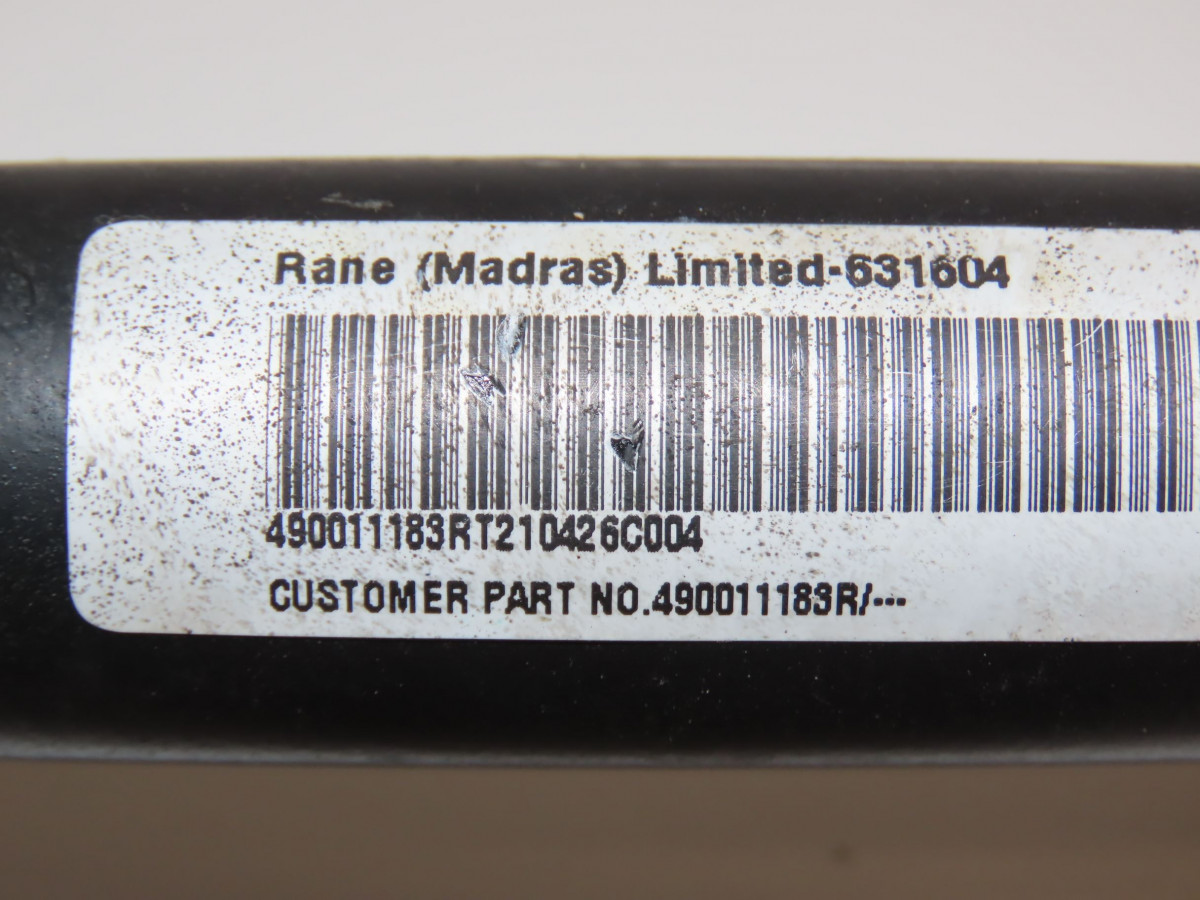 Rane (Madras) Limited-631604
490011183RT210426C004
CUSTOMER PART NO.490011183R/---